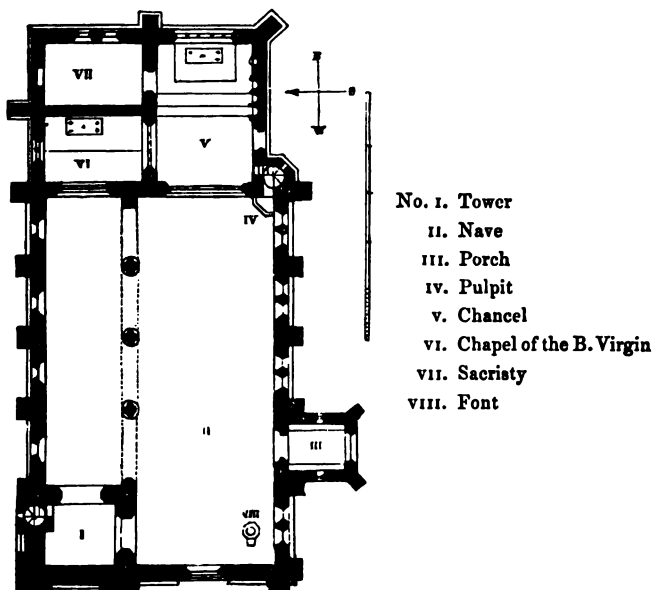 VII
V
VI
E
S
W
IV
No. I. Tower
II. Nave
III. Porch
IV. Pulpit
V. Chancel
VI. Chapel of the B. Virgin
VII. Sacristy
VIII. Font
II
III
VIII
I